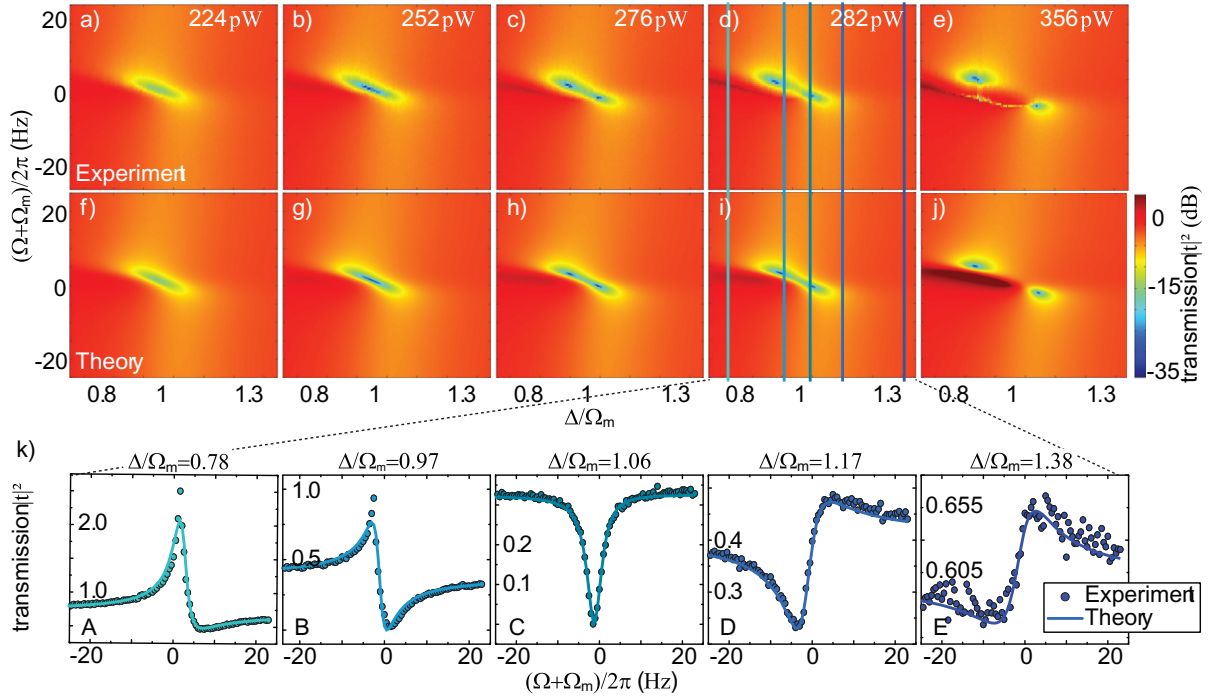 a) 224pW b) 252pW c) 276pW d) 282pW e) 356pW
20
0
-20
Experiment
(Ω+Ωm)/2π (Hz)
f) g) h) i) j)
20
0
-20
Theory
0
-15
-35
transmission|t|²(dB)
0.8 1 1.3 0.8 1 1.3 0.8 1 1.3 0.8 1 1.3 0.8 1 1.3
Δ/Ωm
k)
Δ/Ωm=0.78 Δ/Ωm=0.97 Δ/Ωm=1.06 Δ/Ωm=1.17 Δ/Ωm=1.38
transmission|t|²
2.0
1.0
A
1.0
0.5
B
0.2
0.1
C
0.4
0.3
D
0.655
0.605
E
Experiment
Theory
-20 0 20 -20 0 20 -20 0 20 -20 0 20 -20 0 20
(Ω+Ωm)/2π (Hz)